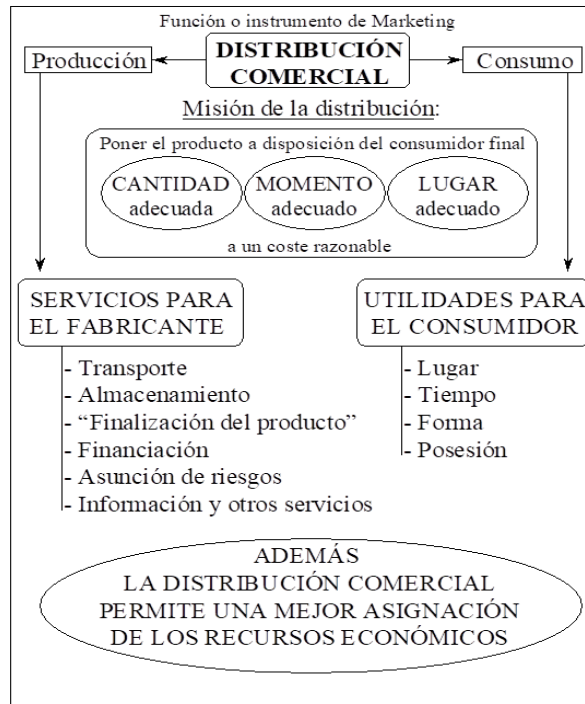 Función o instrumento de Marketing
Producción
DISTRIBUCIÓN
COMERCIAL
Consumo
Misión de la distribución:
Poner el producto a disposición del consumidor final
CANTIDAD
adecuada
MOMENTO
adecuado
LUGAR
adecuado
a un coste razonable
SERVICIOS PARA
EL FABRICANTE
- Transporte
- Almacenamiento
- “Finalización del producto”
- Financiación
- Asunción de riesgos
- Información y otros servicios
UTILIDADES PARA
EL CONSUMIDOR
- Lugar
- Tiempo
- Forma
- Posesión
ADEMÁS
LA DISTRIBUCIÓN COMERCIAL
PERMITE UNA MEJOR ASIGNACIÓN
DE LOS RECURSOS ECONÓMICOS